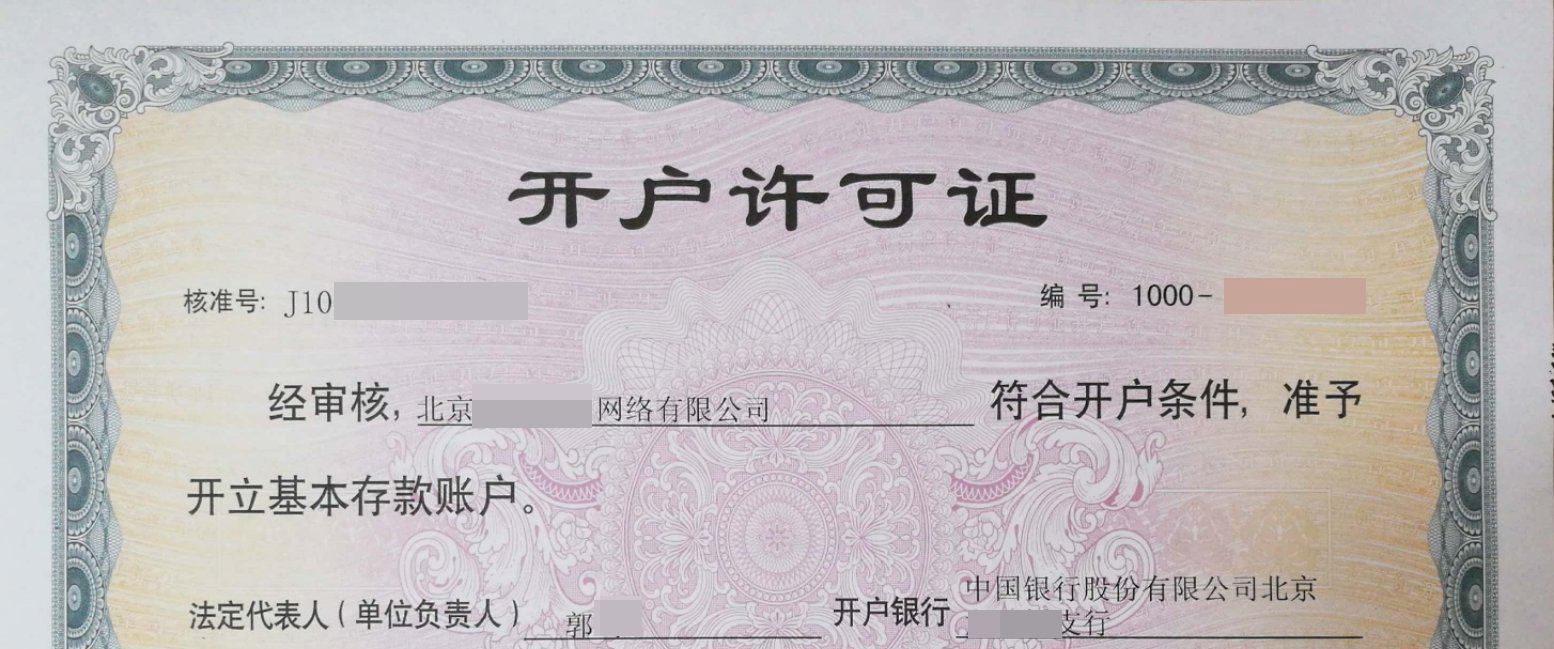 开户许可证
核准号: J10 编 号: 1000-
经审核, 北京 网络有限公司 符合开户条件, 准予
开立基本存款账户。
中国银行股份有限公司北京
法定代表人(单位负责人) 郭 开户银行 支行